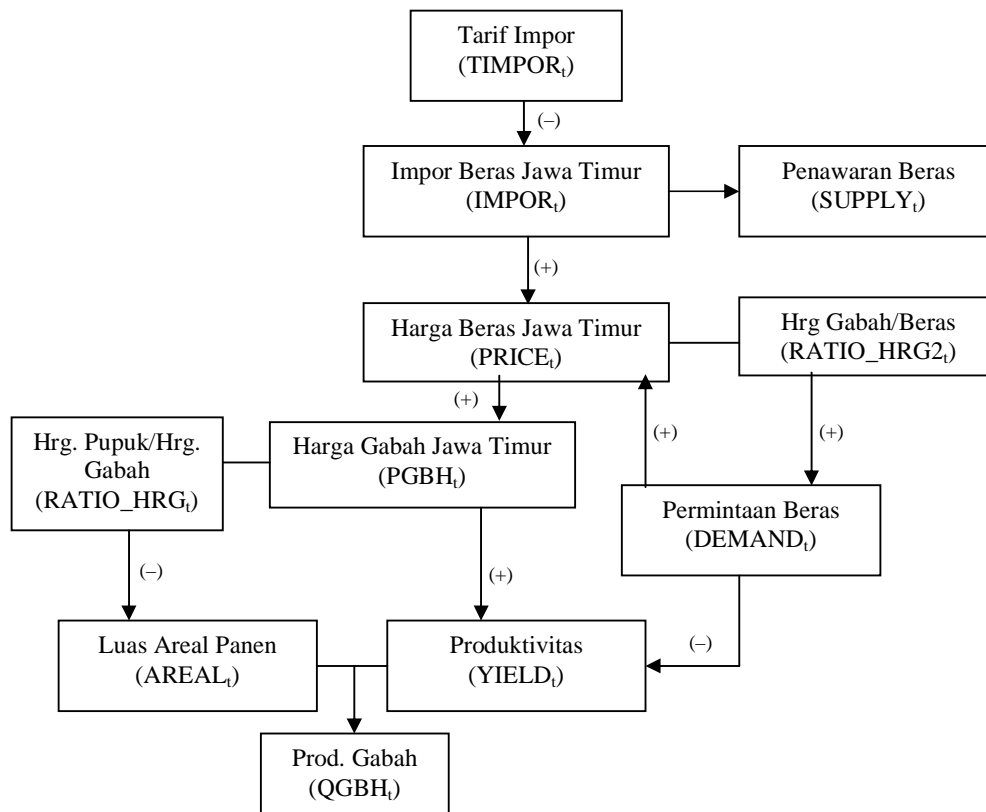 Tarif Impor
(TIMPORₜ)
(–)
Impor Beras Jawa Timur
(IMPORₜ)
Penawaran Beras
(SUPPLYₜ)
(+)
Harga Beras Jawa Timur
(PRICEₜ)
Hrg Gabah/Beras
(RATIO_HRG2ₜ)
(+)
(+)
(+)
Hrg. Pupuk/Hrg.
Gabah
(RATIO_HRGₜ)
Harga Gabah Jawa Timur
(PGBHₜ)
Permintaan Beras
(DEMANDₜ)
(–)
(+)
Luas Areal Panen
(AREALₜ)
Produktivitas
(YIELDₜ)
(–)
Prod. Gabah
(QGBHₜ)